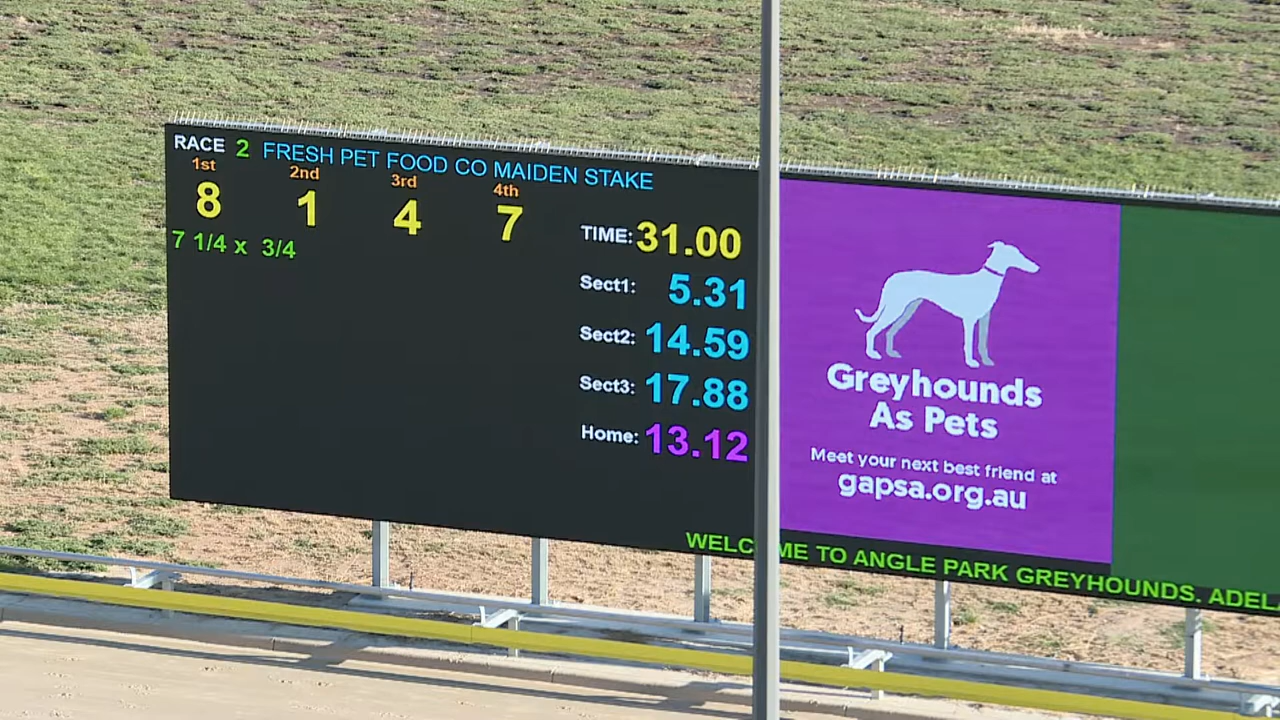 RACE 2 FRESH PET FOOD CO MAIDEN STAKE
1st 2nd 3rd 4th
8 1 4 7
7 1/4 x 3/4
TIME: 31.00
Sect1: 5.31
Sect2: 14.59
Sect3: 17.88
Home: 13.12
Greyhounds
As Pets
Meet your next best friend at
gapsa.org.au
WELC ME TO ANGLE PARK GREYHOUNDS. ADEL